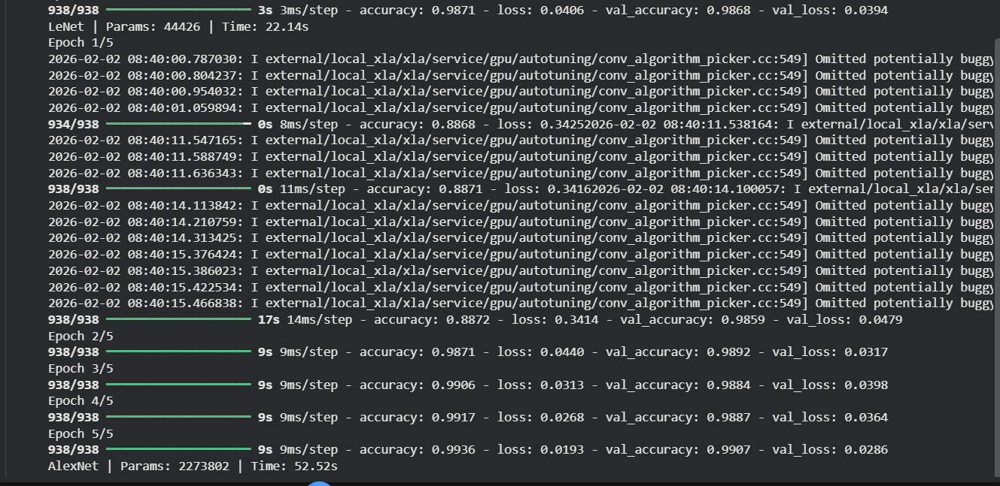 938/938 ━━━━━━━━━━━━━━━━━━━━ 3s 3ms/step - accuracy: 0.9871 - loss: 0.0406 - val_accuracy: 0.9868 - val_loss: 0.0394
LeNet | Params: 44426 | Time: 22.14s
Epoch 1/5
2026-02-02 08:40:00.787030: I external/local_xla/xla/service/gpu/autotuning/conv_algorithm_picker.cc:549] Omitted potentially buggy
2026-02-02 08:40:00.804237: I external/local_xla/xla/service/gpu/autotuning/conv_algorithm_picker.cc:549] Omitted potentially buggy
2026-02-02 08:40:00.954032: I external/local_xla/xla/service/gpu/autotuning/conv_algorithm_picker.cc:549] Omitted potentially buggy
2026-02-02 08:40:01.059894: I external/local_xla/xla/service/gpu/autotuning/conv_algorithm_picker.cc:549] Omitted potentially buggy
934/938 ━━━━━━━━━━━━━━━━━━━━ 0s 8ms/step - accuracy: 0.8868 - loss: 0.34252026-02-02 08:40:11.538164: I external/local_xla/xla/serv
2026-02-02 08:40:11.547165: I external/local_xla/xla/service/gpu/autotuning/conv_algorithm_picker.cc:549] Omitted potentially buggy
2026-02-02 08:40:11.588749: I external/local_xla/xla/service/gpu/autotuning/conv_algorithm_picker.cc:549] Omitted potentially buggy
2026-02-02 08:40:11.636343: I external/local_xla/xla/service/gpu/autotuning/conv_algorithm_picker.cc:549] Omitted potentially buggy
938/938 ━━━━━━━━━━━━━━━━━━━━ 0s 11ms/step - accuracy: 0.8871 - loss: 0.34162026-02-02 08:40:14.100057: I external/local_xla/xla/ser
2026-02-02 08:40:14.113842: I external/local_xla/xla/service/gpu/autotuning/conv_algorithm_picker.cc:549] Omitted potentially buggy
2026-02-02 08:40:14.210759: I external/local_xla/xla/service/gpu/autotuning/conv_algorithm_picker.cc:549] Omitted potentially buggy
2026-02-02 08:40:14.313425: I external/local_xla/xla/service/gpu/autotuning/conv_algorithm_picker.cc:549] Omitted potentially buggy
2026-02-02 08:40:15.376424: I external/local_xla/xla/service/gpu/autotuning/conv_algorithm_picker.cc:549] Omitted potentially buggy
2026-02-02 08:40:15.386023: I external/local_xla/xla/service/gpu/autotuning/conv_algorithm_picker.cc:549] Omitted potentially buggy
2026-02-02 08:40:15.422534: I external/local_xla/xla/service/gpu/autotuning/conv_algorithm_picker.cc:549] Omitted potentially buggy
2026-02-02 08:40:15.466838: I external/local_xla/xla/service/gpu/autotuning/conv_algorithm_picker.cc:549] Omitted potentially buggy
938/938 ━━━━━━━━━━━━━━━━━━━━ 17s 14ms/step - accuracy: 0.8872 - loss: 0.3414 - val_accuracy: 0.9859 - val_loss: 0.0479
Epoch 2/5
938/938 ━━━━━━━━━━━━━━━━━━━━ 9s 9ms/step - accuracy: 0.9871 - loss: 0.0440 - val_accuracy: 0.9892 - val_loss: 0.0317
Epoch 3/5
938/938 ━━━━━━━━━━━━━━━━━━━━ 9s 9ms/step - accuracy: 0.9906 - loss: 0.0313 - val_accuracy: 0.9884 - val_loss: 0.0398
Epoch 4/5
938/938 ━━━━━━━━━━━━━━━━━━━━ 9s 9ms/step - accuracy: 0.9917 - loss: 0.0268 - val_accuracy: 0.9887 - val_loss: 0.0364
Epoch 5/5
938/938 ━━━━━━━━━━━━━━━━━━━━ 9s 9ms/step - accuracy: 0.9936 - loss: 0.0193 - val_accuracy: 0.9907 - val_loss: 0.0286
AlexNet | Params: 2273802 | Time: 52.52s